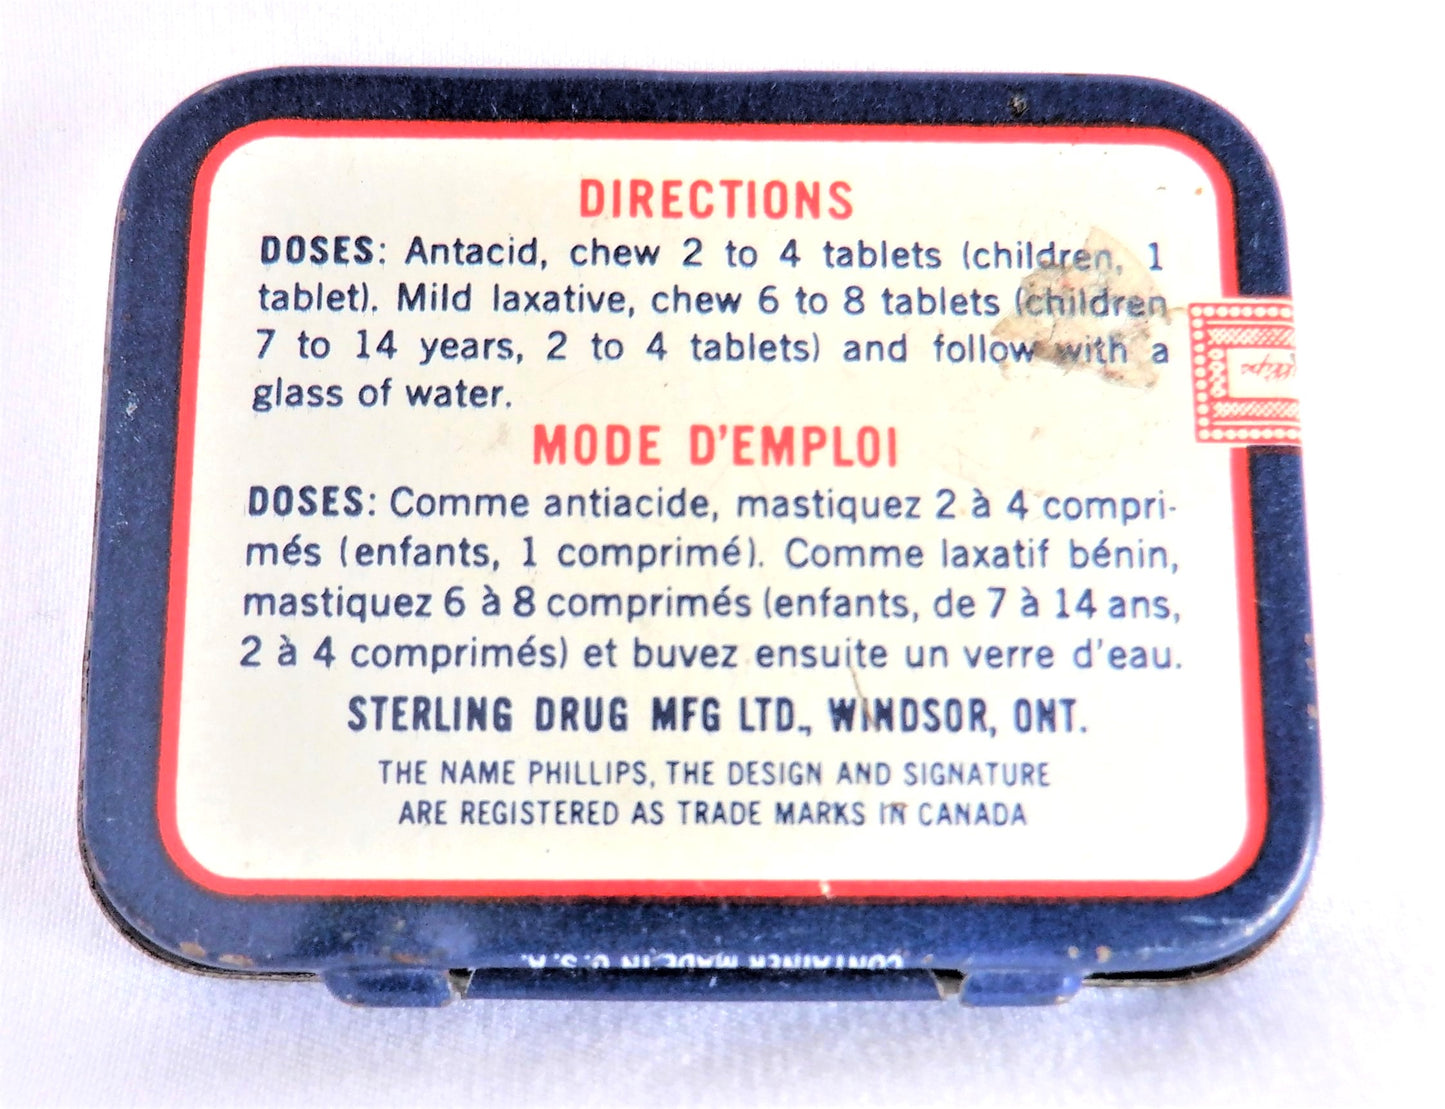 DIRECTIONS
DOSES: Antacid, chew 2 to 4 tablets (children, 1
tablet). Mild laxative, chew 6 to 8 tablets (children
7 to 14 years, 2 to 4 tablets) and follow with a
glass of water.
MODE D'EMPLOI
DOSES: Comme antiacide, mastiquez 2 à 4 compri-
més (enfants, 1 comprimé). Comme laxatif bénin,
mastiquez 6 à 8 comprimés (enfants, de 7 à 14 ans,
2 à 4 comprimés) et buvez ensuite un verre d'eau.
STERLING DRUG MFG LTD., WINDSOR, ONT.
THE NAME PHILLIPS, THE DESIGN AND SIGNATURE
ARE REGISTERED AS TRADE MARKS IN CANADA
CONTAINER MADE IN U.S.A.